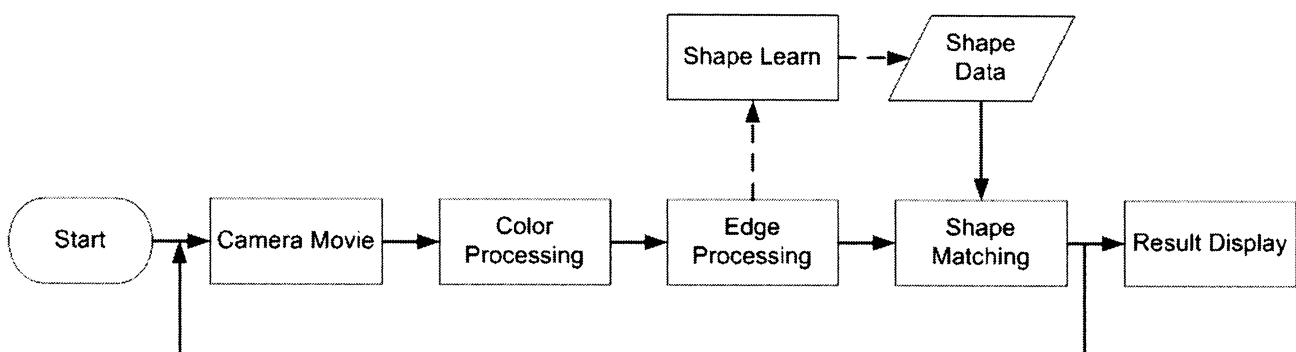 Shape Learn
Shape
Data
Start
Camera Movie
Color
Processing
Edge
Processing
Shape
Matching
Result Display